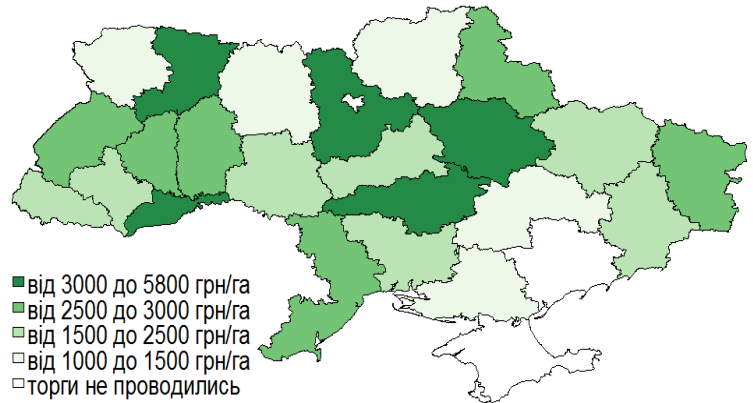 від 3000 до 5800 грн/га
від 2500 до 3000 грн/га
від 1500 до 2500 грн/га
від 1000 до 1500 грн/га
торги не проводились